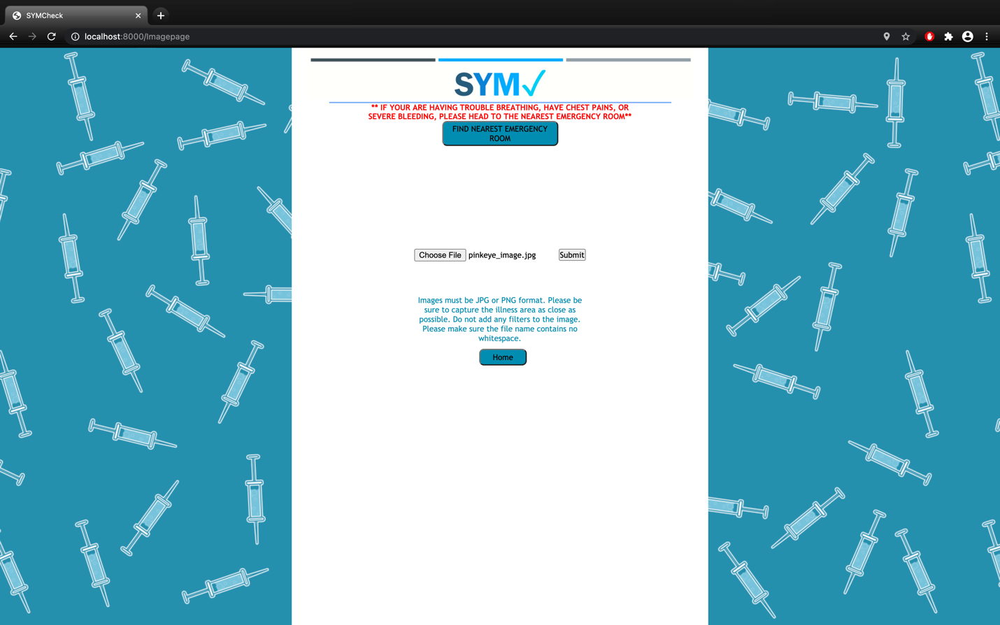 SYMCheck
localhost:8000/Imagepage
SYM
** IF YOUR ARE HAVING TROUBLE BREATHING, HAVE CHEST PAINS, OR
SEVERE BLEEDING, PLEASE HEAD TO THE NEAREST EMERGENCY ROOM**
FIND NEAREST EMERGENCY
ROOM
Choose File pinkeye_image.jpg Submit
Images must be JPG or PNG format. Please be
sure to capture the illness area as close as
possible. Do not add any filters to the image.
Please make sure the file name contains no
whitespace.
Home